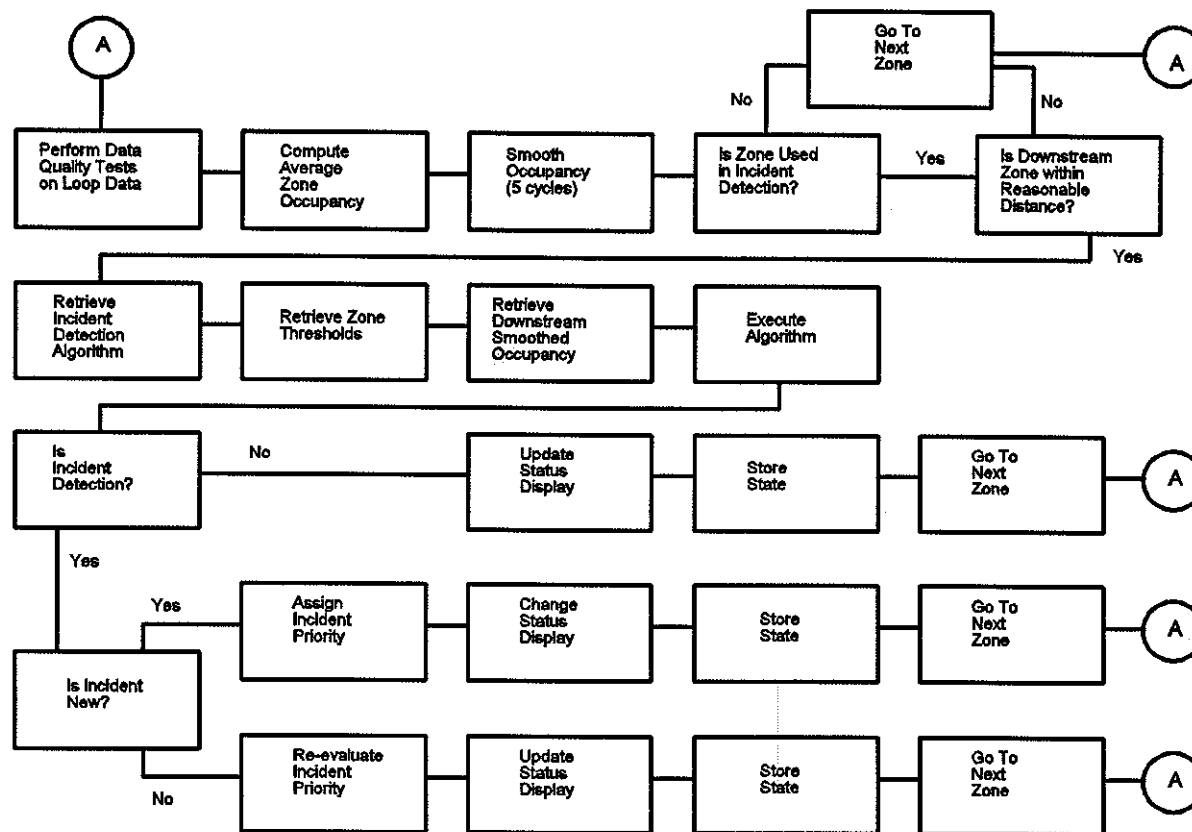 A
Go To
Next
Zone
A
No
No
Perform Data
Quality Tests
on Loop Data
Compute
Average
Zone
Occupancy
Smooth
Occupancy
(5 cycles)
Is Zone Used
in Incident
Detection?
Yes
Is Downstream
Zone within
Reasonable
Distance?
Yes
Retrieve
Incident
Detection
Algorithm
Retrieve Zone
Thresholds
Retrieve
Downstream
Smoothed
Occupancy
Execute
Algorithm
Is
Incident
Detection?
No
Update
Status
Display
Store
State
Go To
Next
Zone
A
Yes
Yes
Assign
Incident
Priority
Change
Status
Display
Store
State
Go To
Next
Zone
A
Is Incident
New?
No
Re-evaluate
Incident
Priority
Update
Status
Display
Store
State
Go To
Next
Zone
A